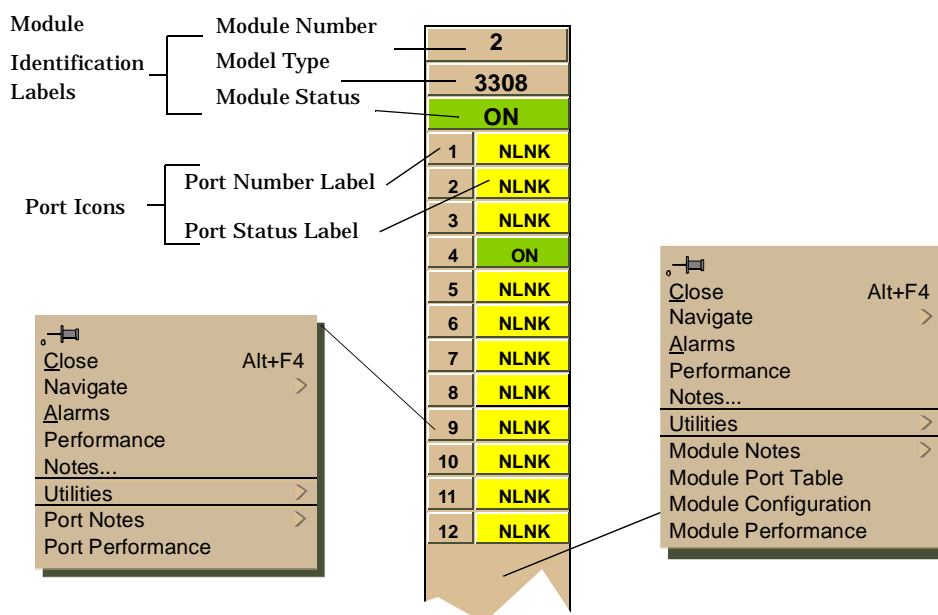 Module
Identification
Labels
Module Number
Model Type
Module Status
Port Icons
Port Number Label
Port Status Label
2
3308
ON
1 NLNK
2 NLNK
3 NLNK
4 ON
5 NLNK
6 NLNK
7 NLNK
8 NLNK
9 NLNK
10 NLNK
11 NLNK
12 NLNK
Close Alt+F4
Navigate >
Alarms
Performance
Notes...
Utilities >
Port Notes >
Port Performance
Close Alt+F4
Navigate >
Alarms
Performance
Notes...
Utilities >
Module Notes >
Module Port Table
Module Configuration
Module Performance